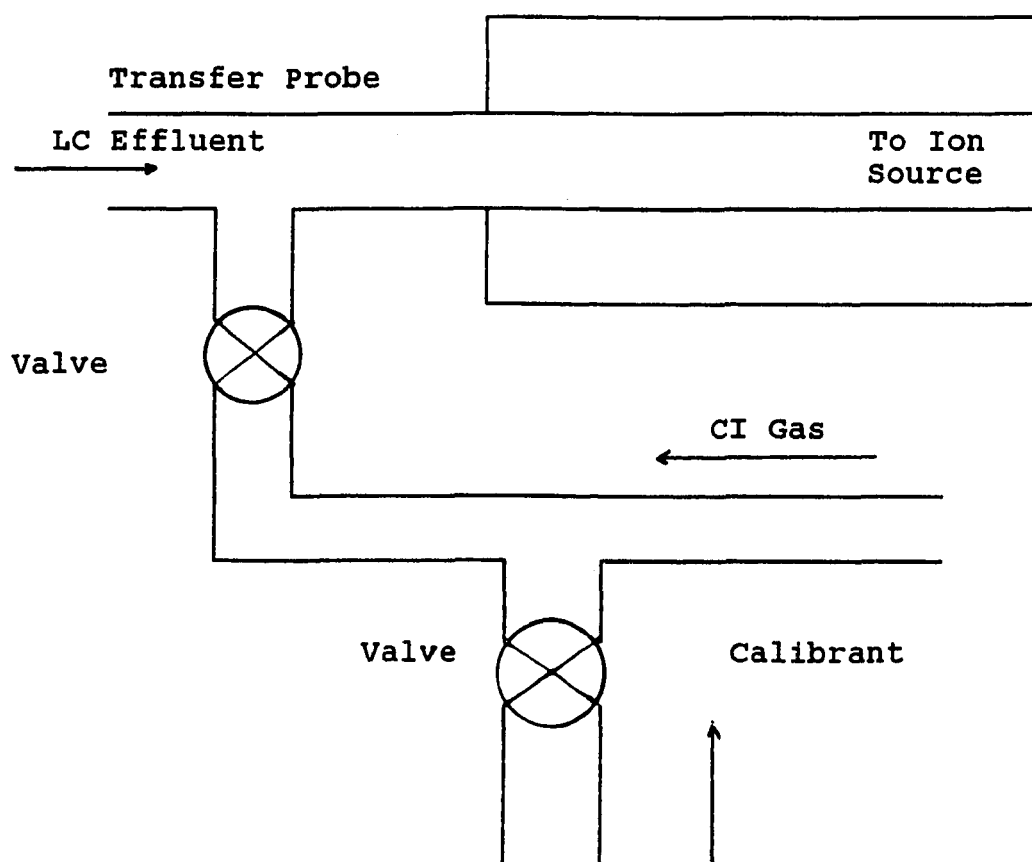 Transfer Probe
LC Effluent
To Ion
Source
Valve
CI Gas
Valve
Calibrant